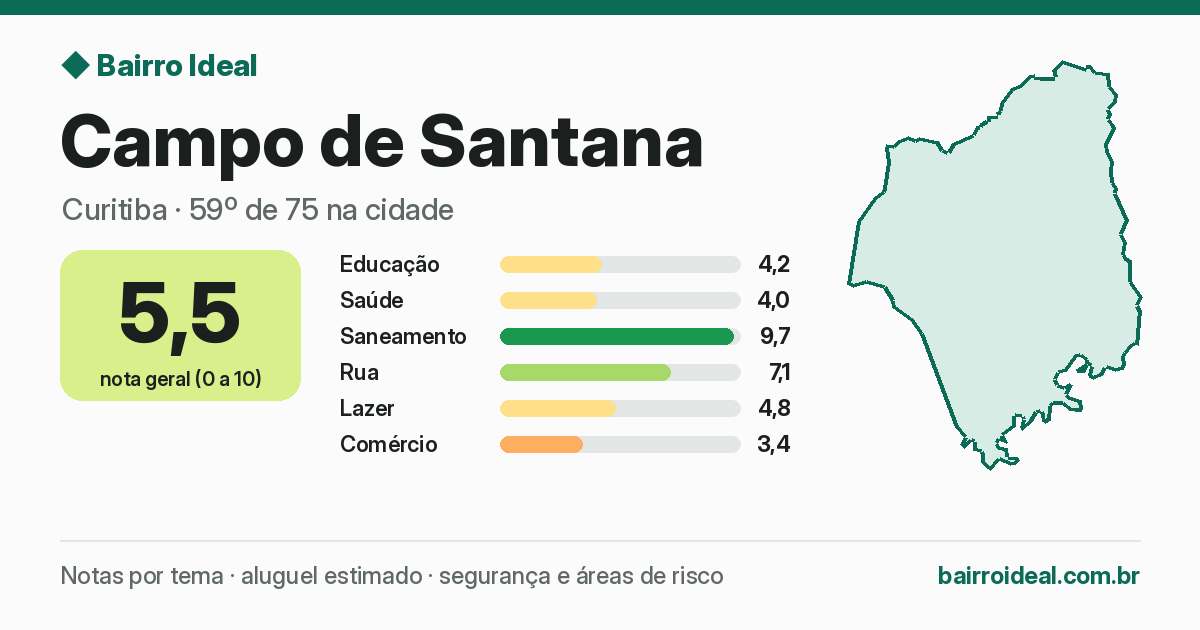 Bairro Ideal
Campo de Santana
Curitiba · 59º de 75 na cidade
5,5
nota geral (0 a 10)
Educação 4,2
Saúde 4,0
Saneamento 9,7
Rua 7,1
Lazer 4,8
Comércio 3,4
Notas por tema · aluguel estimado · segurança e áreas de risco
bairroideal.com.br